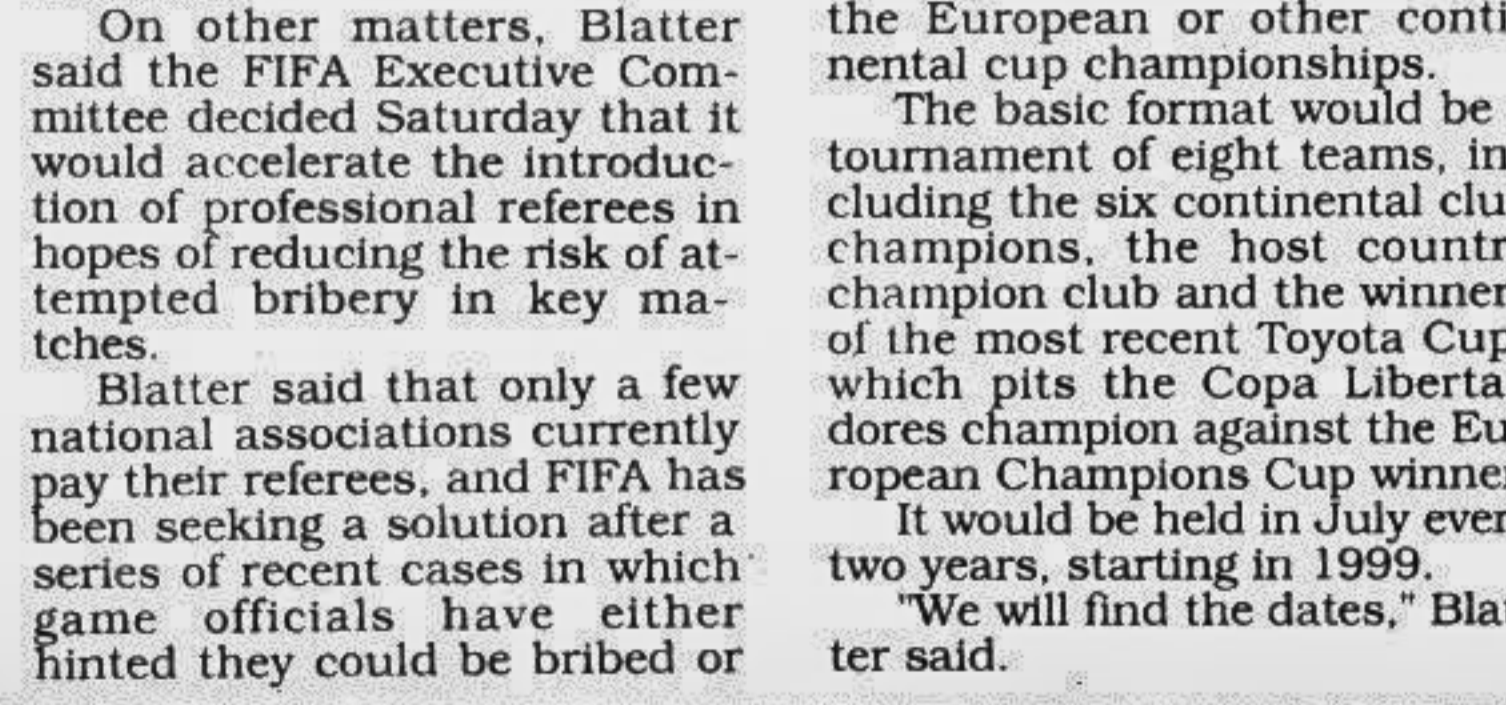 On other matters, Blatter
said the FIFA Executive Com-
mittee decided Saturday that it
would accelerate the introduc-
tion of professional referees in
hopes of reducing the risk of at-
tempted bribery in key ma-
tches.
Blatter said that only a few
national associations currently
pay their referees, and FIFA has
been seeking a solution after a
series of recent cases in which
game officials have either
hinted they could be bribed or
the European or other conti
nental cup championships.
The basic format would be
tournament of eight teams, in
cluding the six continental clu
champions, the host countr
champion club and the winner
of the most recent Toyota Cup
which pits the Copa Liberta
dores champion against the Eu
ropean Champions Cup winner
It would be held in July ever
two years, starting in 1999.
"We will find the dates," Blat
ter said.